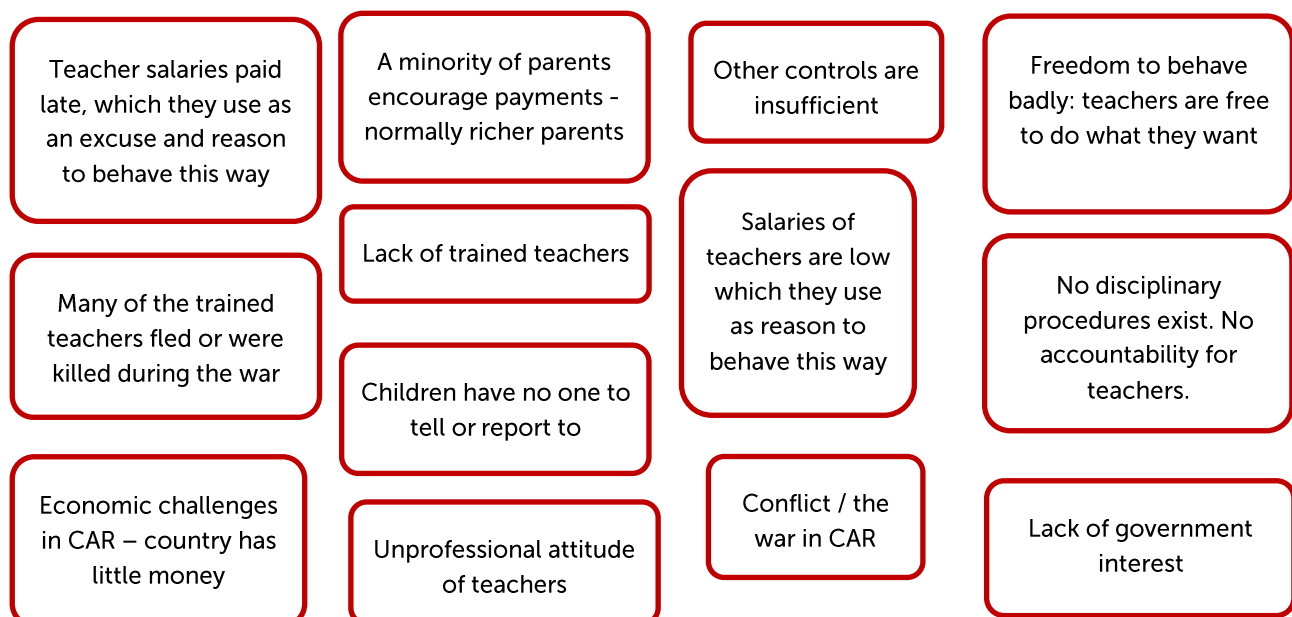 Teacher salaries paid
late, which they use as
an excuse and reason
to behave this way
A minority of parents
encourage payments -
normally richer parents
Other controls are
insufficient
Freedom to behave
badly: teachers are free
to do what they want
Lack of trained teachers
Salaries of
teachers are low
which they use
as reason to
behave this way
Many of the trained
teachers fled or were
killed during the war
No disciplinary
procedures exist. No
accountability for
teachers.
Children have no one to
tell or report to
Economic challenges
in CAR – country has
little money
Unprofessional attitude
of teachers
Conflict / the
war in CAR
Lack of government
interest